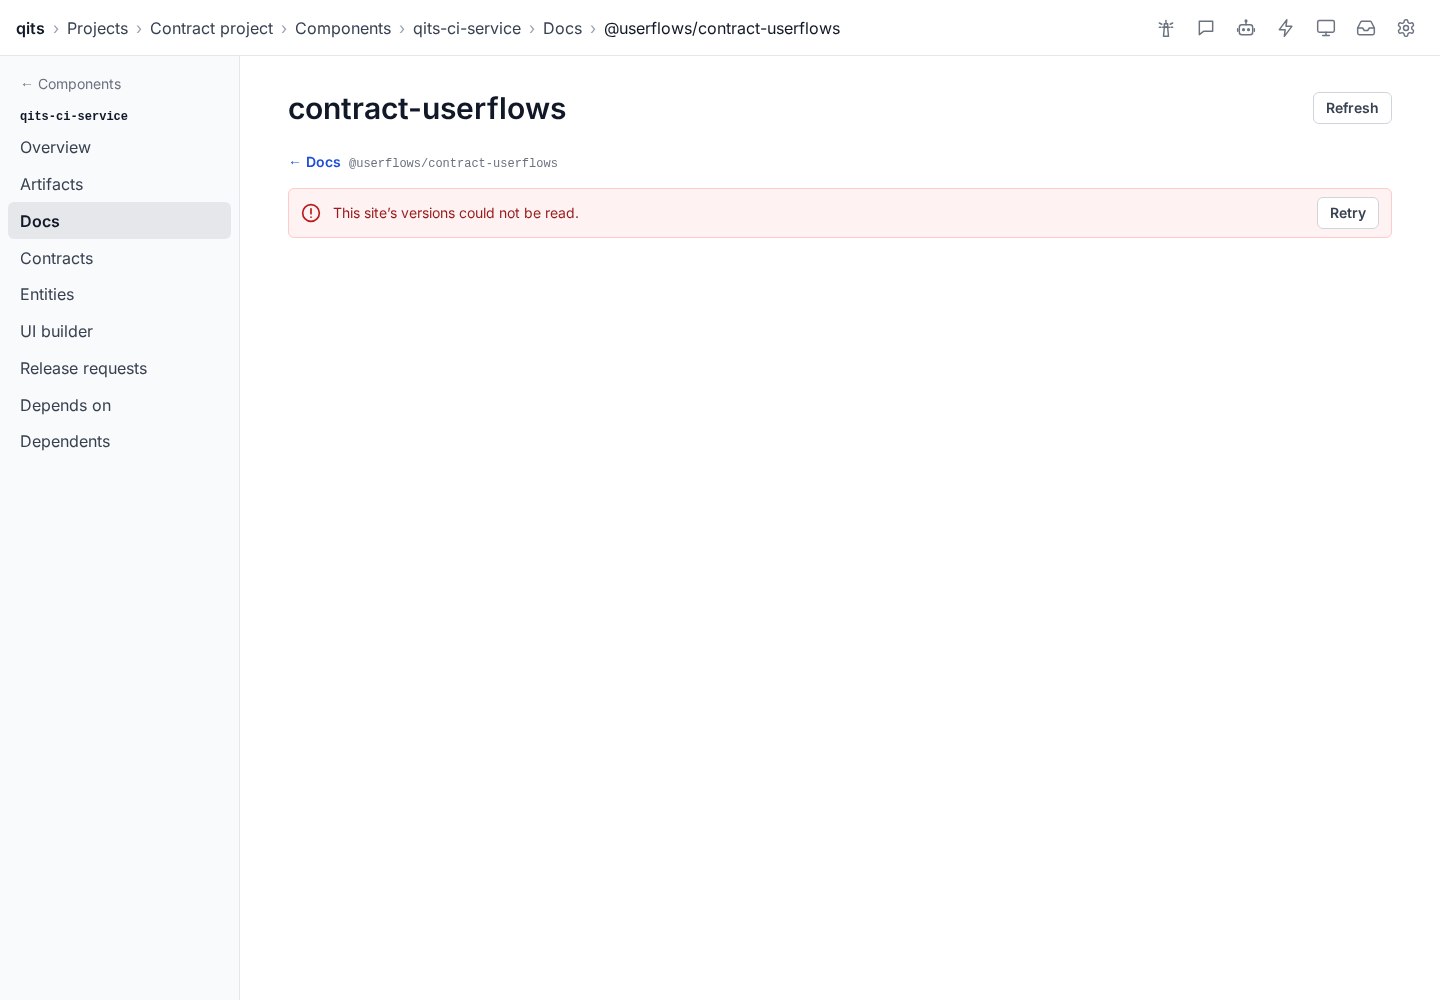 qits › Projects › Contract project › Components › qits-ci-service › Docs › @userflows/contract-userflows
← Components
qits-ci-service
Overview
Artifacts
Docs
Contracts
Entities
UI builder
Release requests
Depends on
Dependents
contract-userflows
Refresh
← Docs @userflows/contract-userflows
This site’s versions could not be read.
Retry